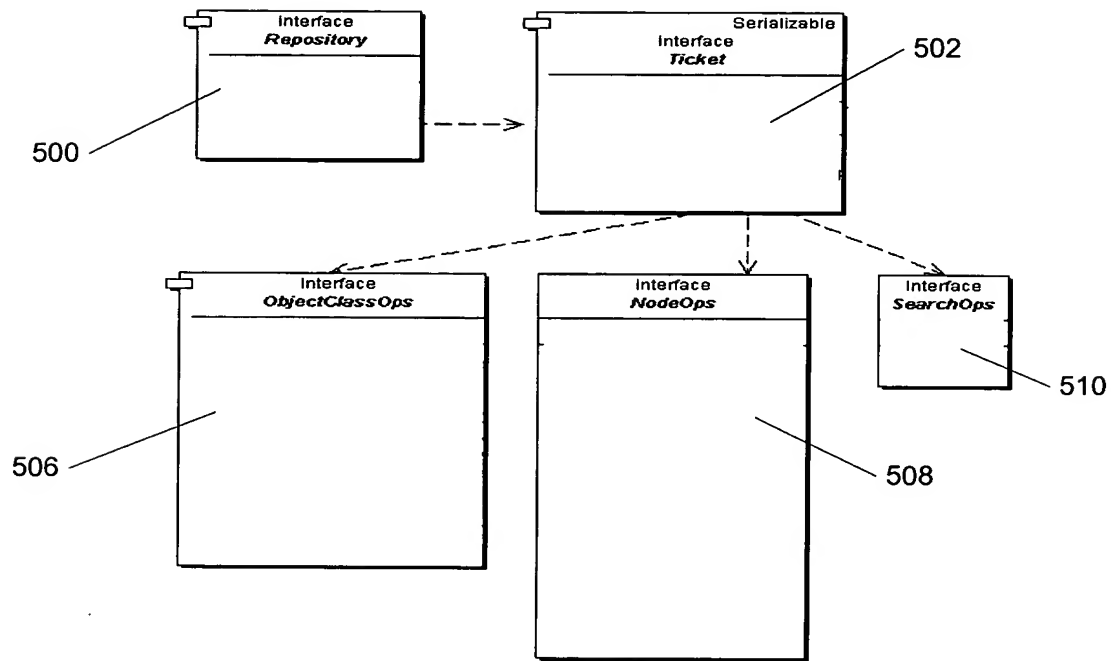 Interface
Repository
Serializable
Interface
Ticket
502
500
Interface
ObjectClassOps
Interface
NodeOps
Interface
SearchOps
510
506
508